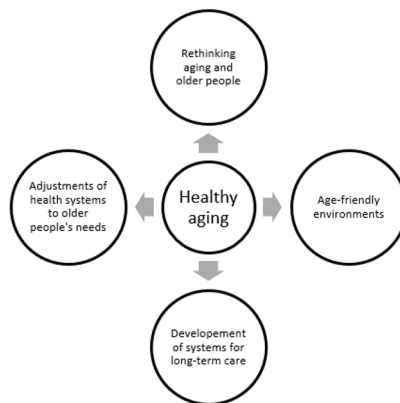 Rethinking
aging and
older people
Adjustments of
health systems
to older
people's needs
Healthy
aging
Age-friendly
environments
Developement
of systems for
long-term care